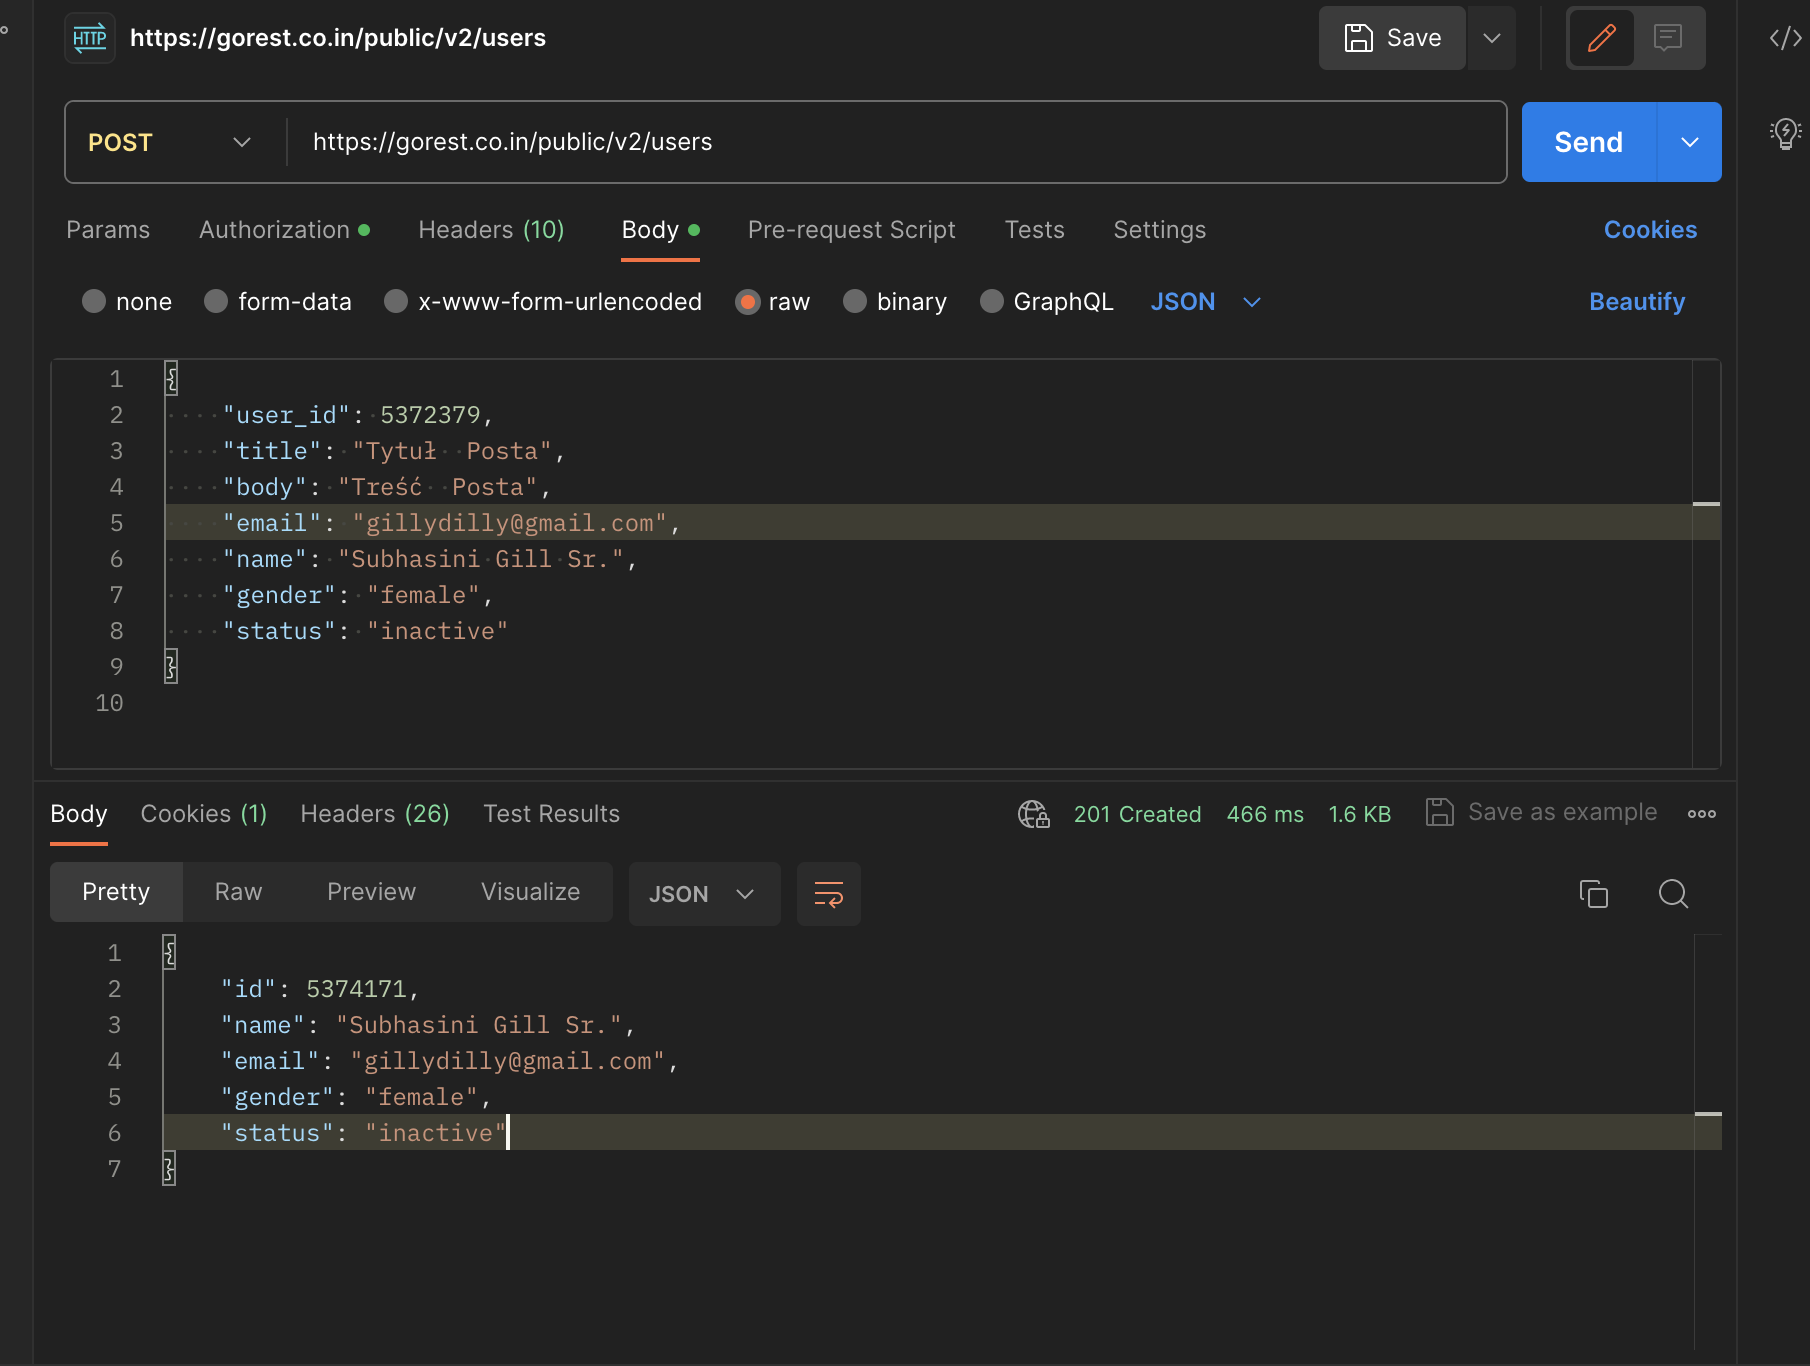 HTTP https://gorest.co.in/public/v2/users Save
POST https://gorest.co.in/public/v2/users Send
Params Authorization Headers (10) Body Pre-request Script Tests Settings Cookies
none form-data x-www-form-urlencoded raw binary GraphQL JSON Beautify
1 {
2 "user_id": 5372379,
3 "title": "Tytuł  Posta",
4 "body": "Treść  Posta",
5 "email": "gillydilly@gmail.com",
6 "name": "Subhasini Gill Sr.",
7 "gender": "female",
8 "status": "inactive"
9 }
10
Body Cookies (1) Headers (26) Test Results 201 Created 466 ms 1.6 KB Save as example
Pretty Raw Preview Visualize JSON
1 {
2 "id": 5374171,
3 "name": "Subhasini Gill Sr.",
4 "email": "gillydilly@gmail.com",
5 "gender": "female",
6 "status": "inactive"
7 }